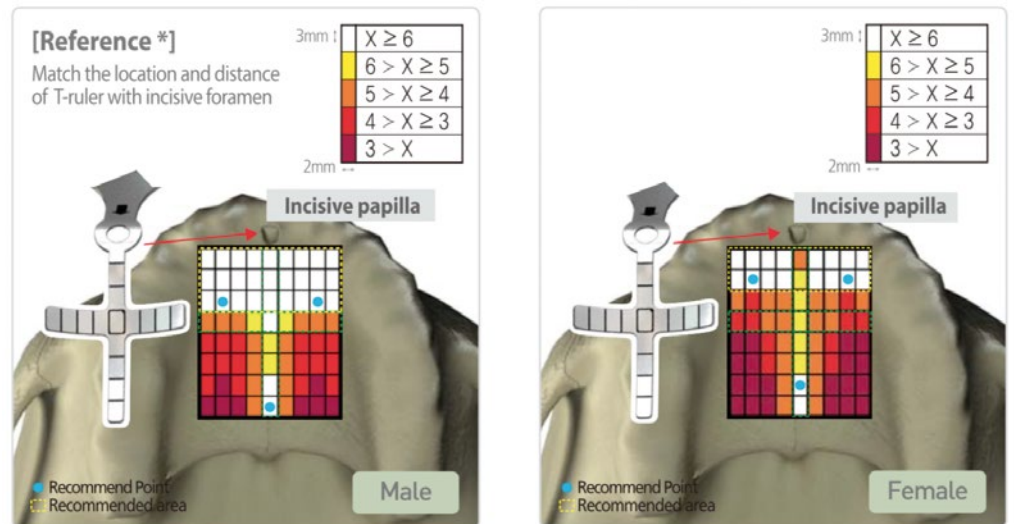 [Reference *]
Match the location and distance
of T-ruler with incisive foramen
3mm
X ≥ 6
6 > X ≥ 5
5 > X ≥ 4
4 > X ≥ 3
3 > X
2mm
Incisive papilla
Recommend Point
Recommended area
Male
3mm
X ≥ 6
6 > X ≥ 5
5 > X ≥ 4
4 > X ≥ 3
3 > X
2mm
Incisive papilla
Recommend Point
Recommended area
Female